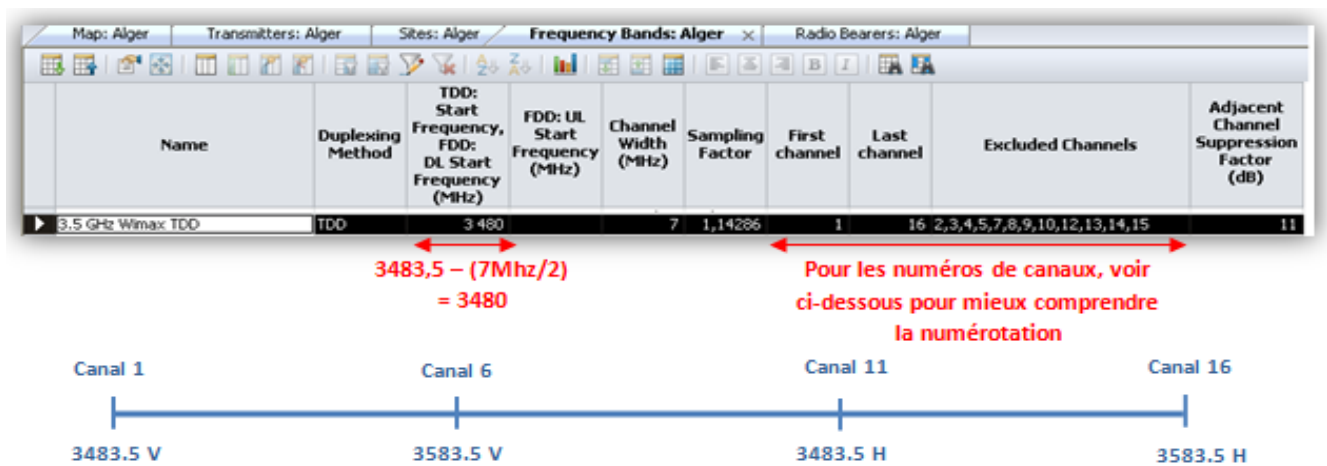 Map: Alger Transmitters: Alger Sites: Alger Frequency Bands: Alger × Radio Bearers: Alger
Name
Duplexing
Method
TDD:
Start
Frequency,
FDD:
DL Start
Frequency
(MHz)
FDD: UL
Start
Frequency
(MHz)
Channel
Width
(MHz)
Sampling
Factor
First
channel
Last
channel
Excluded Channels
Adjacent
Channel
Suppression
Factor
(dB)
3.5 GHz Wimax TDD TDD 3 480 7 1,14286 1 16 2,3,4,5,7,8,9,10,12,13,14,15 11
3483,5 – (7Mhz/2)
= 3480
Pour les numéros de canaux, voir
ci-dessous pour mieux comprendre
la numérotation
Canal 1 Canal 6 Canal 11 Canal 16
3483.5 V 3583.5 V 3483.5 H 3583.5 H